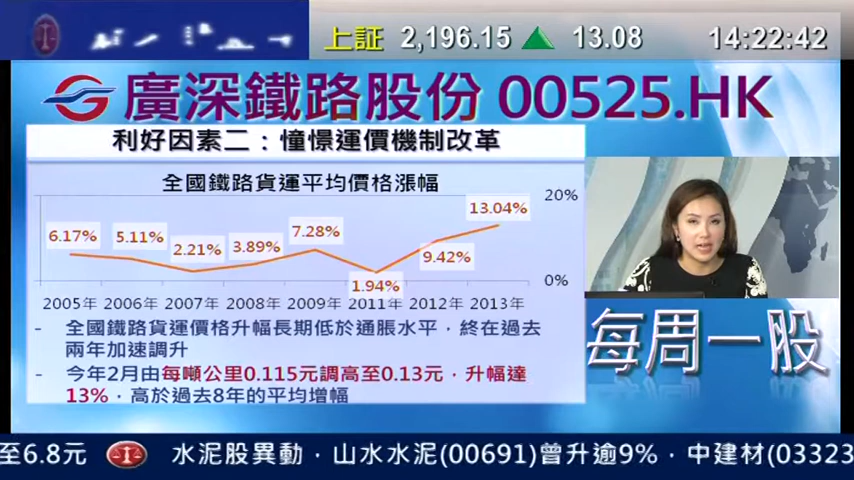 上証 2,196.15 13.08 14:22:42
廣深鐵路股份 00525.HK
利好因素二：憧憬運價機制改革
全國鐵路貨運平均價格漲幅
20%
13.04%
6.17% 5.11% 2.21% 3.89% 7.28% 1.94% 9.42%
0%
2005年 2006年 2007年 2008年 2009年 2011年 2012年 2013年
- 全國鐵路貨運價格升幅長期低於通脹水平，終在過去
兩年加速調升
- 今年2月由每噸公里0.115元調高至0.13元，升幅達
13%，高於過去8年的平均增幅
每周一股
至6.8元 水泥股異動．山水水泥(00691)曾升逾9%．中建材(03323